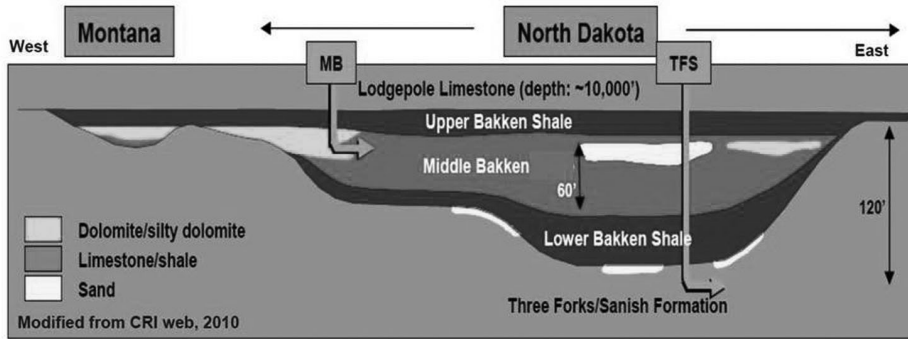 Montana
North Dakota
West
East
MB
TFS
Lodgepole Limestone (depth: ~10,000’)
Upper Bakken Shale
Middle Bakken
60’
120’
Dolomite/silty dolomite
Lower Bakken Shale
Limestone/shale
Sand
Three Forks/Sanish Formation
Modified from CRI web, 2010